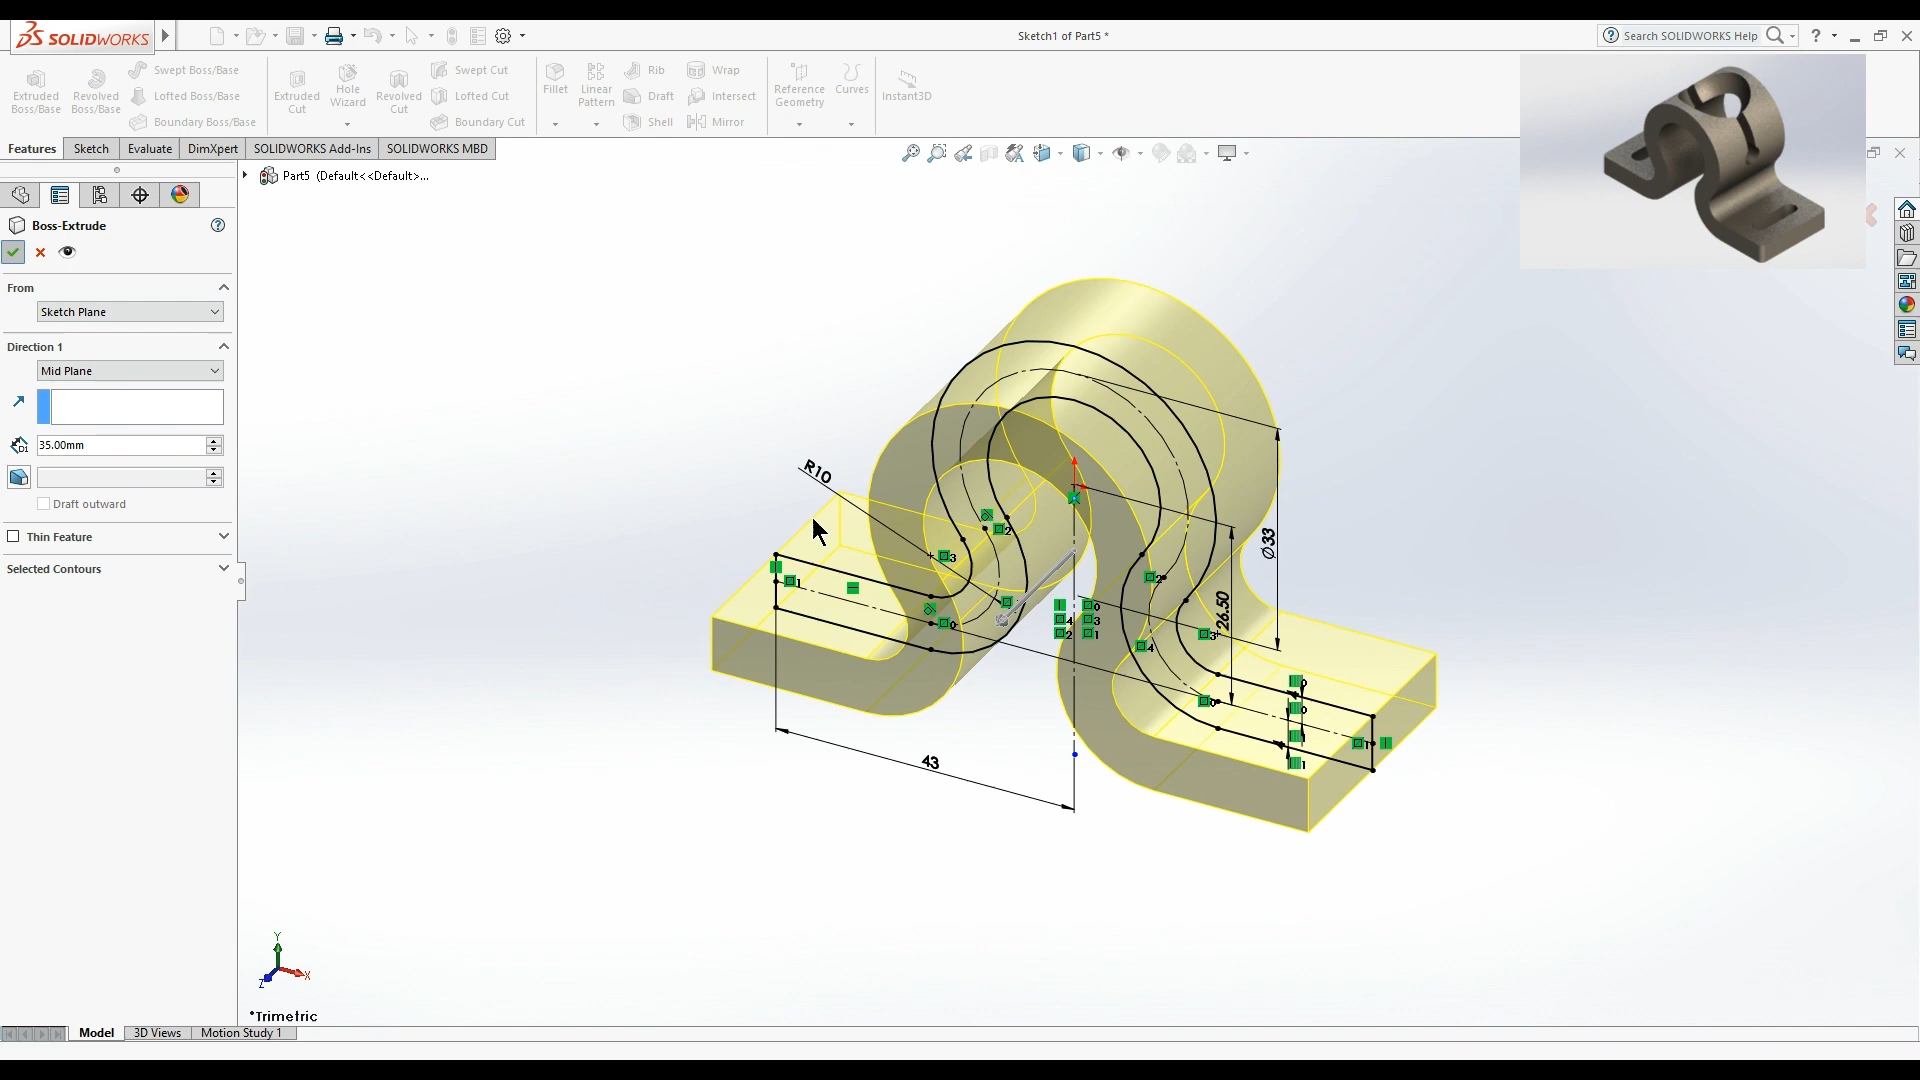 SOLIDWORKS
Sketch1 of Part5 *
Search SOLIDWORKS Help
Extruded Boss/Base
Revolved Boss/Base
Swept Boss/Base
Lofted Boss/Base
Boundary Boss/Base
Extruded Cut
Hole Wizard
Revolved Cut
Swept Cut
Lofted Cut
Boundary Cut
Fillet
Linear Pattern
Rib
Draft
Shell
Wrap
Intersect
Mirror
Reference Geometry
Curves
Instant3D
Features
Sketch
Evaluate
DimXpert
SOLIDWORKS Add-Ins
SOLIDWORKS MBD
Part5 (Default<<Default>...
Boss-Extrude
From
Sketch Plane
Direction 1
Mid Plane
D1
35.00mm
Draft outward
Thin Feature
Selected Contours
R10
∅33
26.50
43
Y
X
Z
*Trimetric
Model
3D Views
Motion Study 1